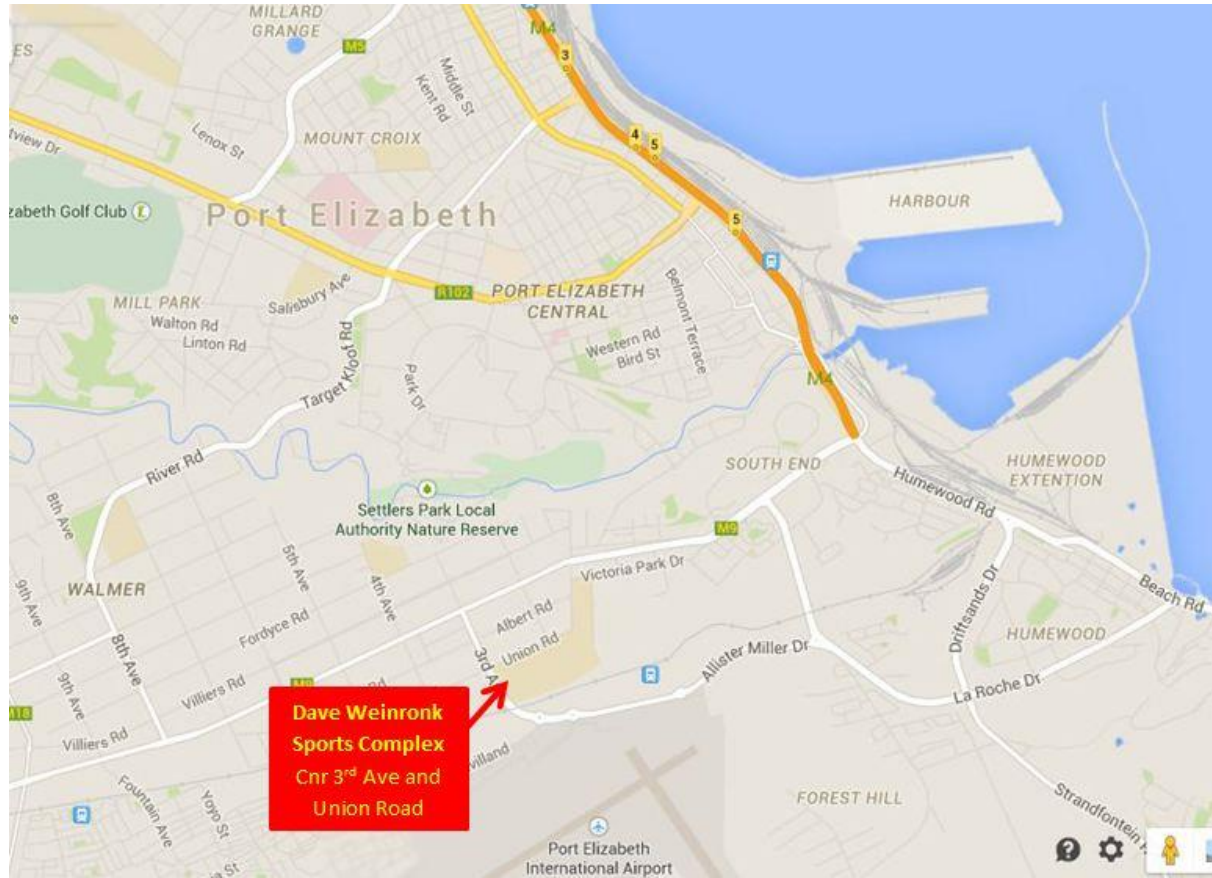 MILLARD
GRANGE
M4
M5
3
Middle St
Kent Rd
Lenox St
MOUNT CROIX
4
5
HARBOUR
zabeth Golf Club
Port Elizabeth
5
MILL PARK
Salisbury Ave
R102
PORT ELIZABETH
CENTRAL
Belmont Terrace
Walton Rd
Linton Rd
Western Rd
Bird St
Target Kloof Rd
Park Dr
M4
River Rd
SOUTH END
HUMEWOOD
EXTENTION
Humewood Rd
8th Ave
Settlers Park Local
Authority Nature Reserve
M9
5th Ave
4th Ave
Victoria Park Dr
WALMER
9th Ave
Beach Rd
Driftsands Dr
Albert Rd
Fordyce Rd
HUMEWOOD
8th Ave
Union Rd
3rd A
Allister Miller Dr
9th Ave
Villiers Rd
La Roche Dr
M18
Villiers Rd
Dave Weinronk
Sports Complex
Cnr 3rd Ave and
Union Road
villand
Fountain Ave
Yoyo St
FOREST HILL
Strandfontein
Port Elizabeth
International Airport